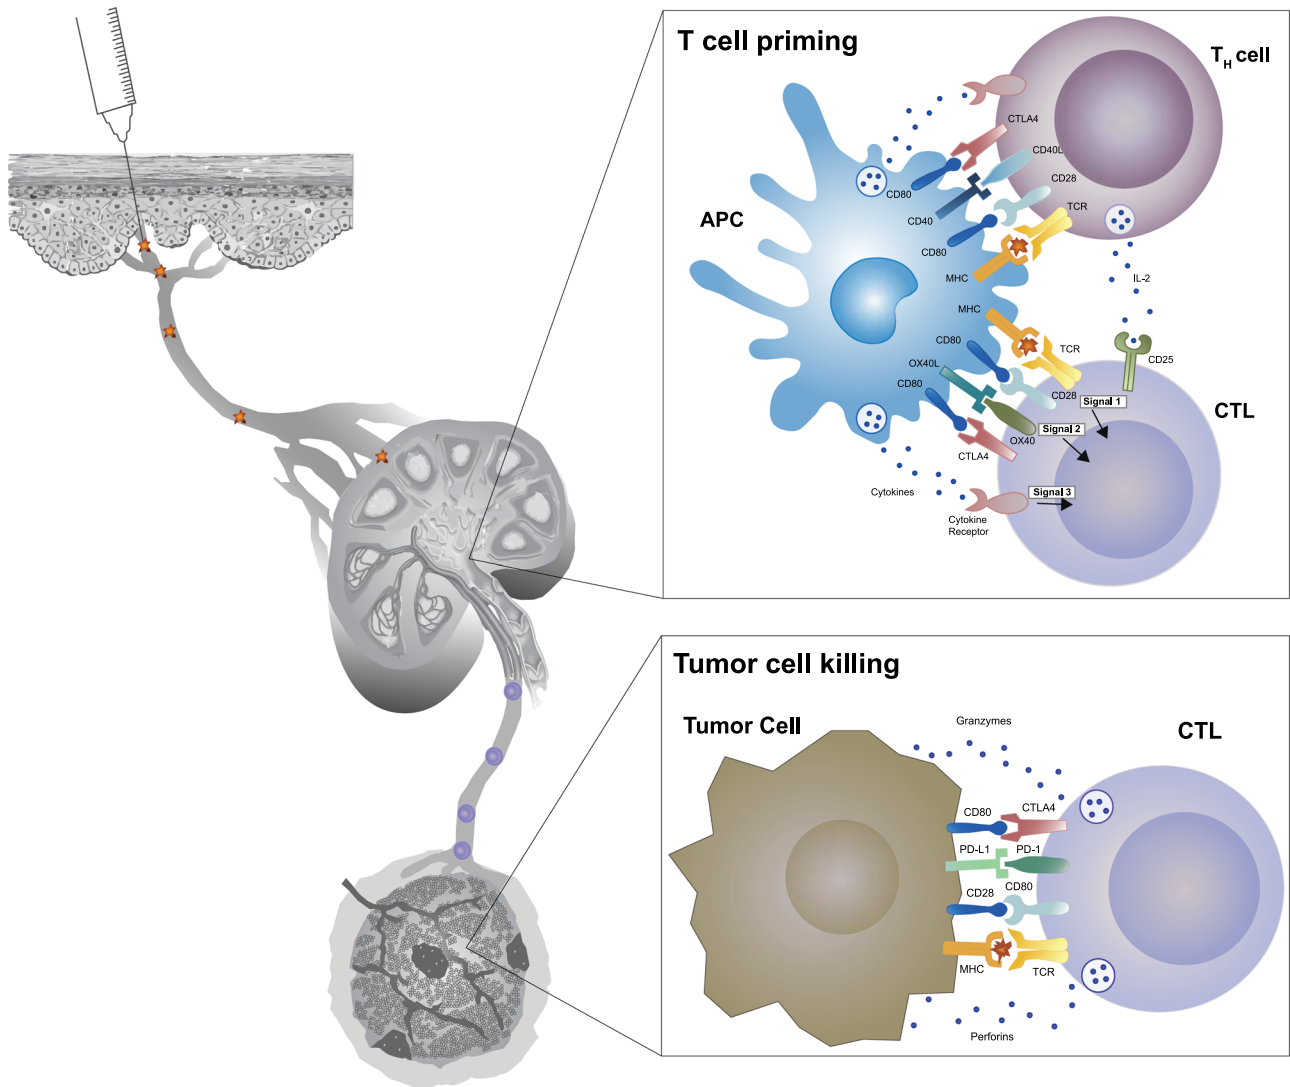 T cell priming
T_H cell
CTLA4
CD40L
CD28
CD80
TCR
APC
CD40
CD80
MHC
IL-2
MHC
CD80
TCR
OX40L
CD25
CD80
CD28
Signal 1
CTL
Signal 2
OX40
CTLA4
Cytokines
Signal 3
Cytokine
Receptor
Tumor cell killing
Tumor Cell
Granzymes
CTL
CD80
CTLA4
PD-L1
PD-1
CD28
CD80
MHC
TCR
Perforins